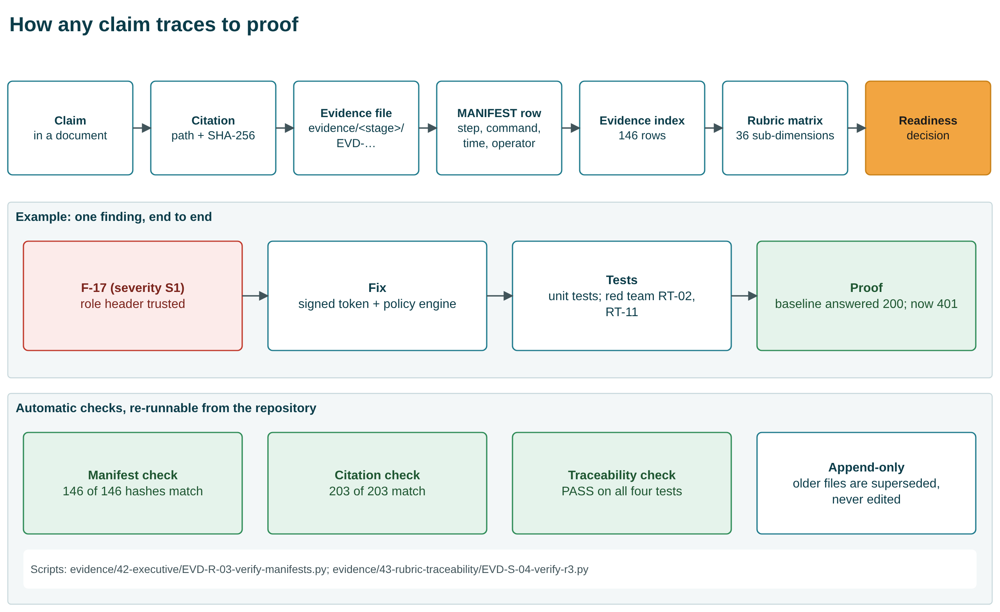 How any claim traces to proof
Claim
in a document
Citation
path + SHA-256
Evidence file
evidence/<stage>/
EVD-…
MANIFEST row
step, command,
time, operator
Evidence index
146 rows
Rubric matrix
36 sub-dimensions
Readiness
decision
Example: one finding, end to end
F-17 (severity S1)
role header trusted
Fix
signed token + policy engine
Tests
unit tests; red team RT-02,
RT-11
Proof
baseline answered 200; now 401
Automatic checks, re-runnable from the repository
Manifest check
146 of 146 hashes match
Citation check
203 of 203 match
Traceability check
PASS on all four tests
Append-only
older files are superseded,
never edited
Scripts: evidence/42-executive/EVD-R-03-verify-manifests.py; evidence/43-rubric-traceability/EVD-S-04-verify-r3.py